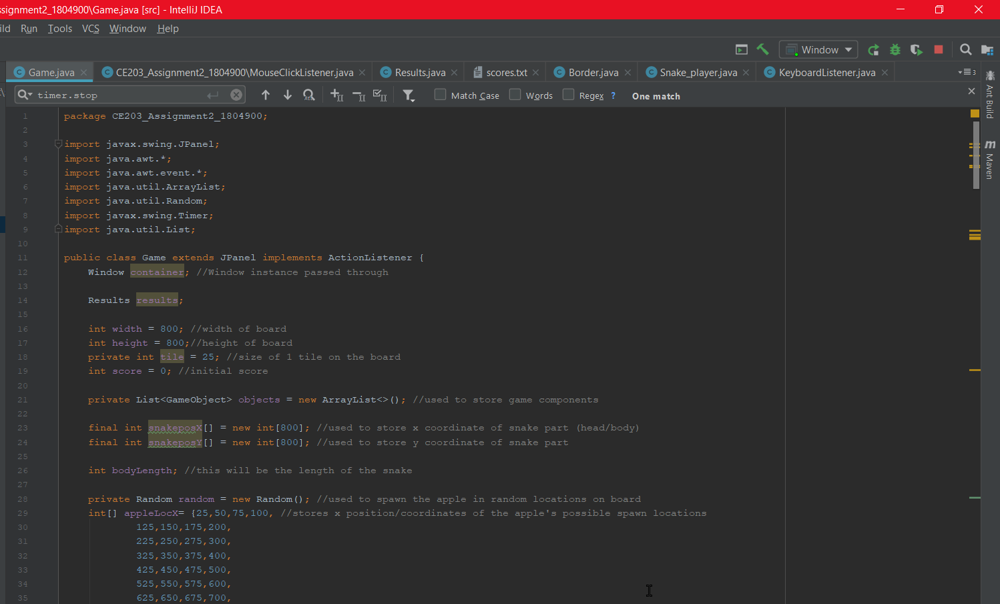 ssignment2_1804900\Game.java [src] - IntelliJ IDEA
ild Run Tools VCS Window Help
Window
Game.java CE203_Assignment2_1804900\MouseClickListener.java Results.java scores.txt Border.java Snake_player.java KeyboardListener.java 3
timer.stop Match Case Words Regex ? One match
Ant Build
Maven
1 package CE203_Assignment2_1804900;
2
3 import javax.swing.JPanel;
4 import java.awt.*;
5 import java.awt.event.*;
6 import java.util.ArrayList;
7 import java.util.Random;
8 import javax.swing.Timer;
9 import java.util.List;
10
11 public class Game extends JPanel implements ActionListener {
12 Window container; //Window instance passed through
13
14 Results results;
15
16 int width = 800; //width of board
17 int height = 800;//height of board
18 private int tile = 25; //size of 1 tile on the board
19 int score = 0; //initial score
20
21 private List<GameObject> objects = new ArrayList<>(); //used to store game components
22
23 final int snakeposX[] = new int[800]; //used to store x coordinate of snake part (head/body)
24 final int snakeposY[] = new int[800]; //used to store y coordinate of snake part
25
26 int bodyLength; //this will be the length of the snake
27
28 private Random random = new Random(); //used to spawn the apple in random locations on board
29 int[] appleLocX= {25,50,75,100, //stores x position/coordinates of the apple's possible spawn locations
30 125,150,175,200,
31 225,250,275,300,
32 325,350,375,400,
33 425,450,475,500,
34 525,550,575,600,
35 625,650,675,700,